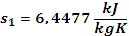 s₁ = 6,4477 kJ/kgK